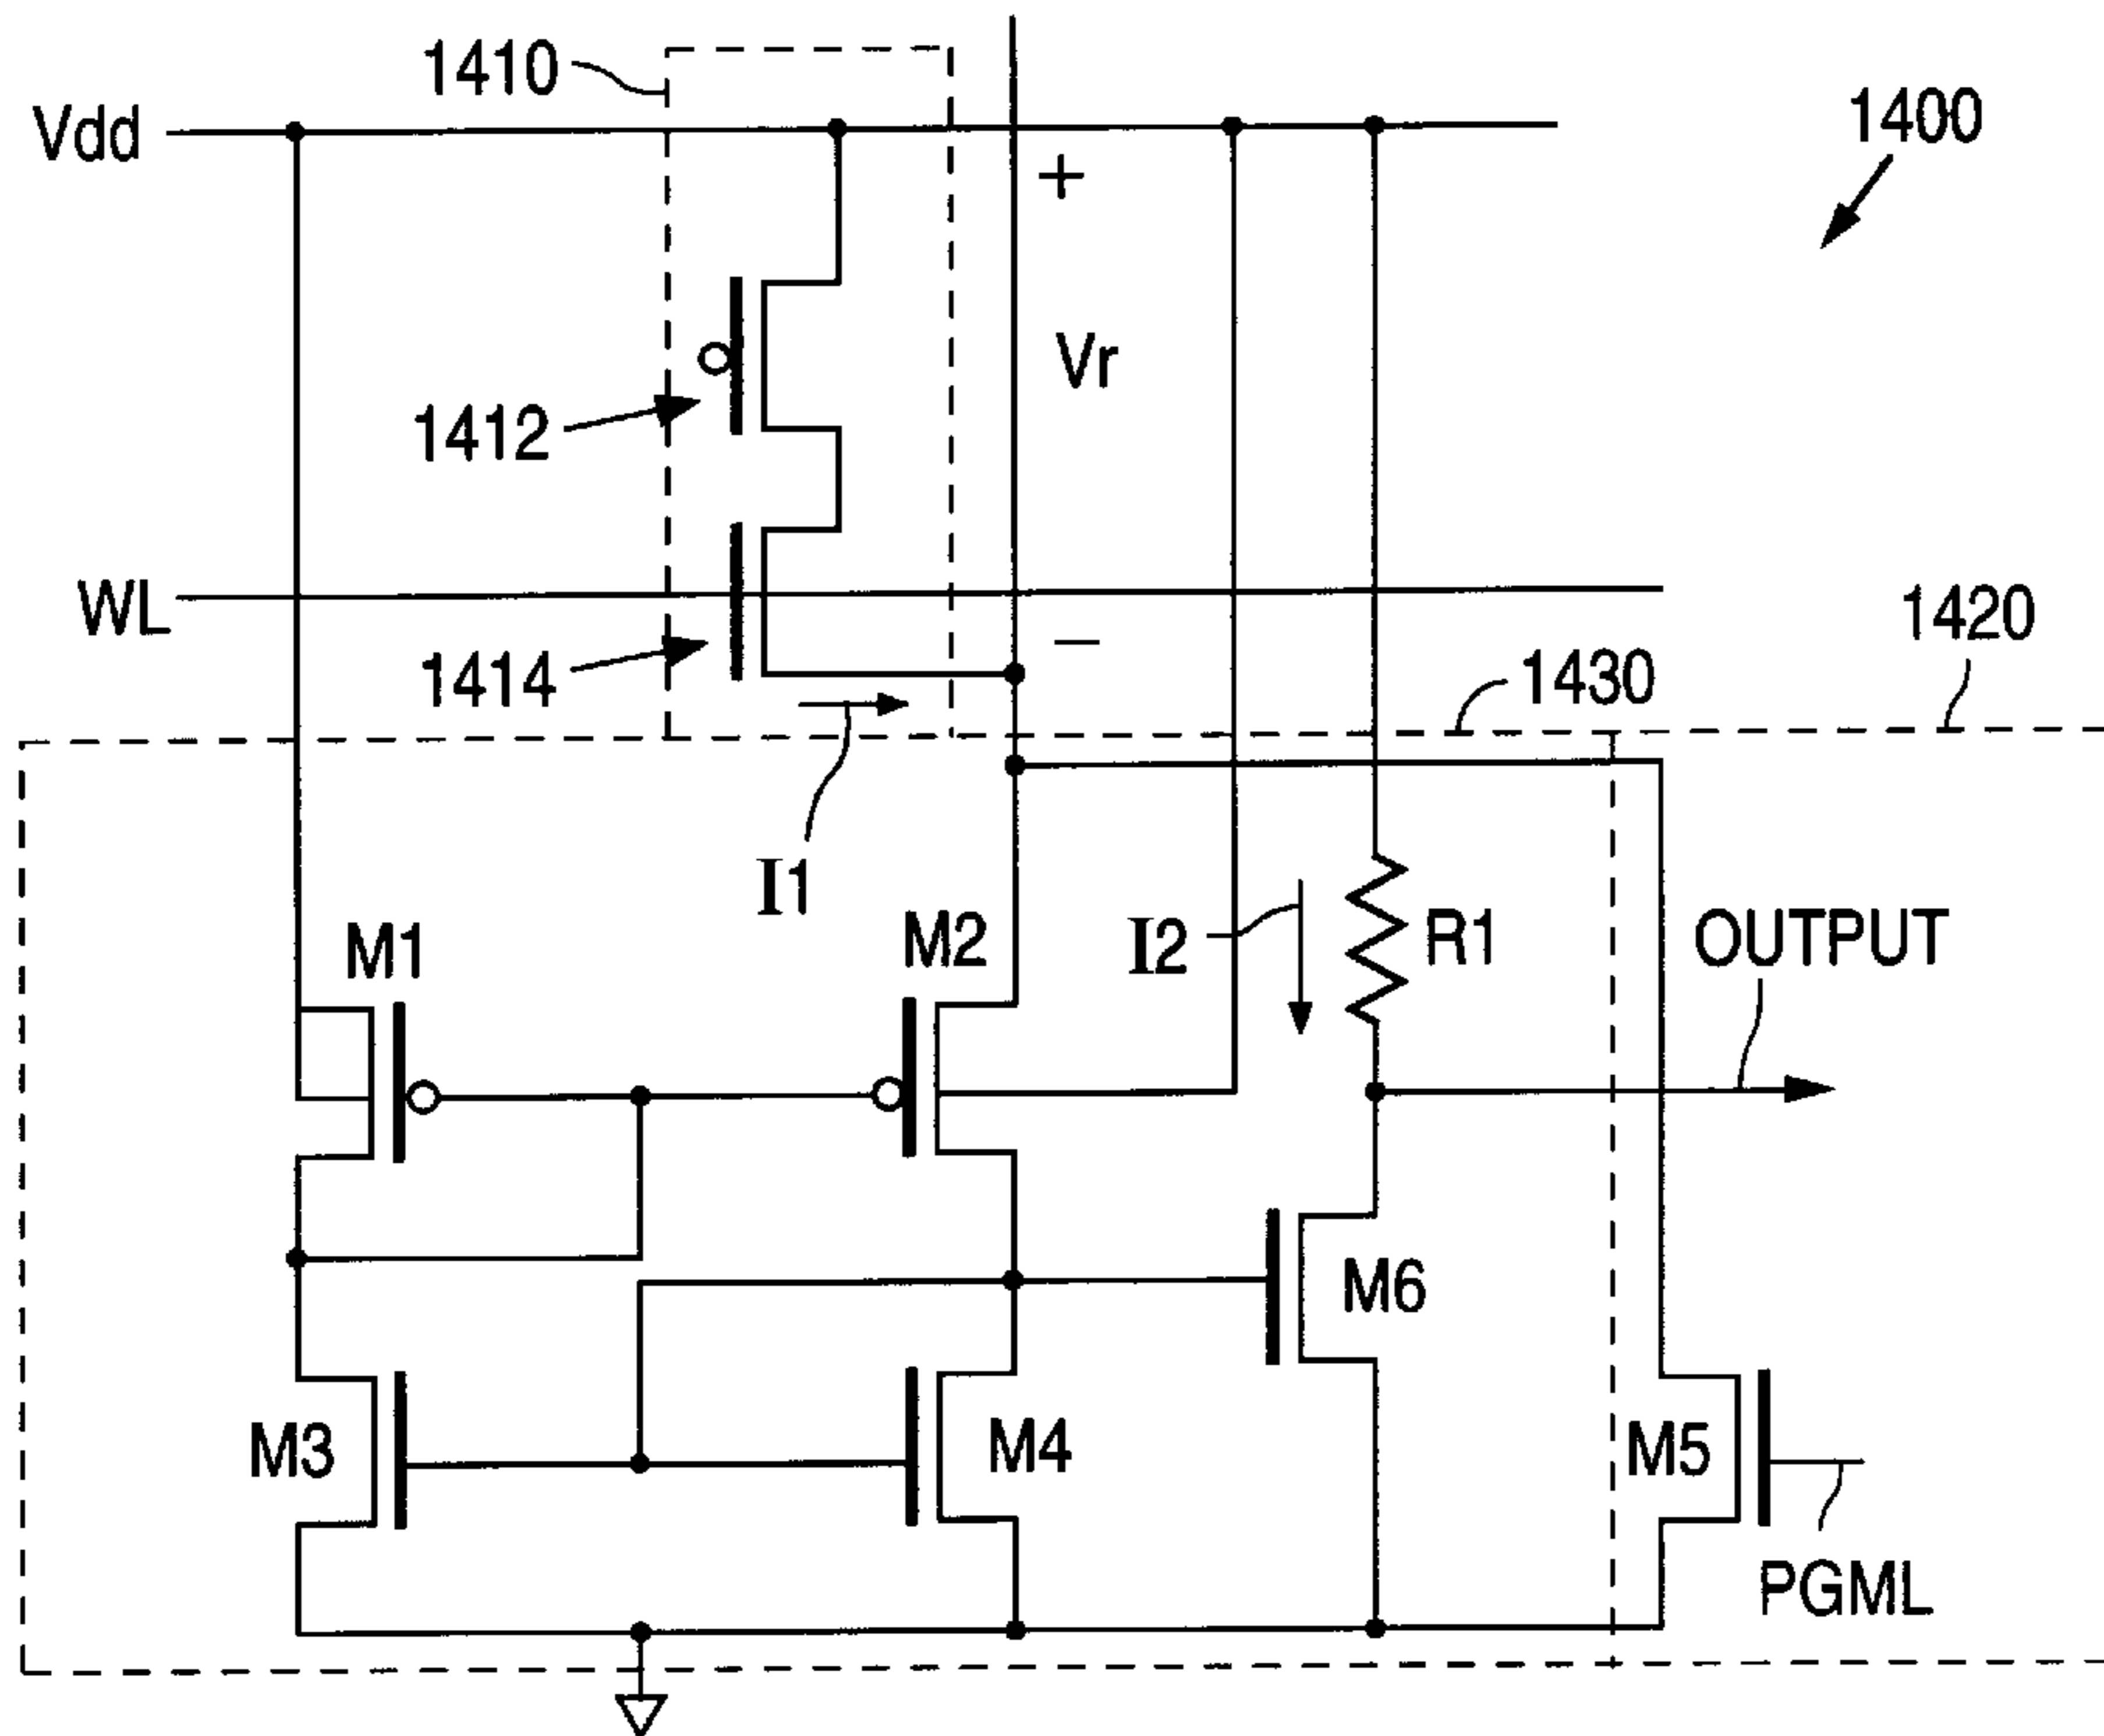 1410
1400
Vdd
+
Vr
1412
WL
−
1420
1414
1430
I1
M1
M2
I2
R1
OUTPUT
M6
M3
M4
M5
PGML